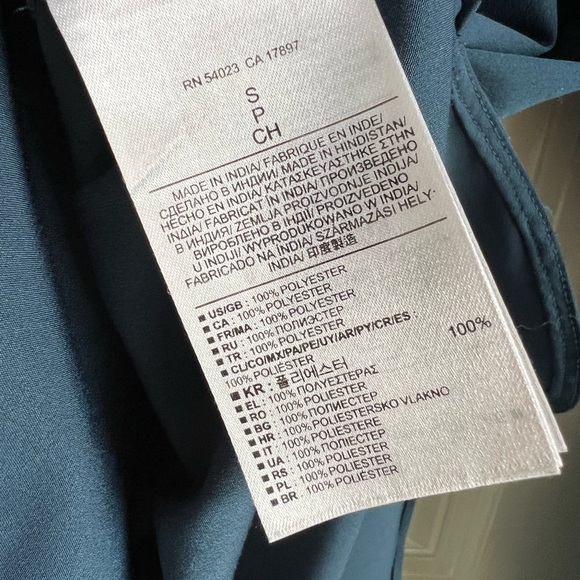 RN 54023 CA 17897
S
P
CH
MADE IN INDIA/ FABRIQUE EN INDE/
СДЕЛАНО В ИНДИИ/ MADE IN HINDISTAN/
HECHO EN INDIA/ ΚΑΤΑΣΚΕΥΑΣΤΗΚΕ ΣΤΗΝ
INDIA/ FABRICAT IN INDIA/ ПРОИЗВЕДЕНО
В ИНДИЯ/ ZEMLJA PROIZVODNJE INDIJA/
ВИРОБЛЕНО В ІНДІЇ/ PROIZVEDENO
U INDIJI/ WYPRODUKOWANO W INDIA/
FABRICADO NA INDIA/ SZÁRMAZÁSI HELY-
INDIA/ 印度製造
■ US/GB : 100% POLYESTER
■ CA : 100% POLYESTER
■ FR/MA : 100% POLYESTER
■ RU : 100% ПОЛИЭСТЕР
■ TR : 100% POLYESTER
■ CL/CO/MX/PA/PE/UY/AR/PY/CR/ES : 100%
100% POLIÉSTER
■ KR : 폴리에스터
■ EL : 100% ΠΟΛΥΕΣΤΕΡΑΣ
■ RO : 100% POLIESTER
■ BG : 100% ПОЛИЕСТЕР
■ HR : 100% POLIESTERSKO VLAKNO
■ IT : 100% POLIESTERE
■ UA : 100% ПОЛІЕСТЕР
■ RS : 100% POLIESTER
■ PL : 100% POLIESTER
■ BR : 100% POLIÉSTER